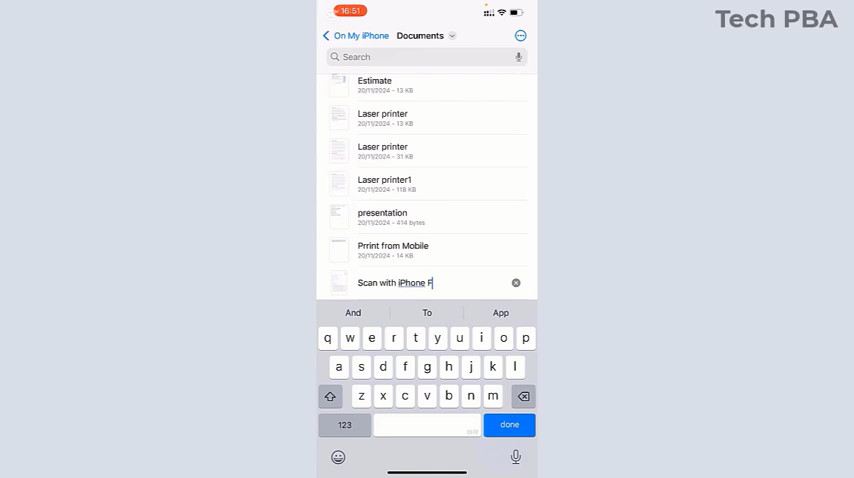 Tech PBA
16:51
On My iPhone Documents
Search
Estimate
20/11/2024 - 13 KB
Laser printer
20/11/2024 - 13 KB
Laser printer
20/11/2024 - 31 KB
Laser printer1
20/11/2024 - 118 KB
presentation
20/11/2024 - 414 bytes
Prrint from Mobile
20/11/2024 - 14 KB
Scan with iPhone F
And To App
q w e r t y u i o p
a s d f g h j k l
z x c v b n m
123 done